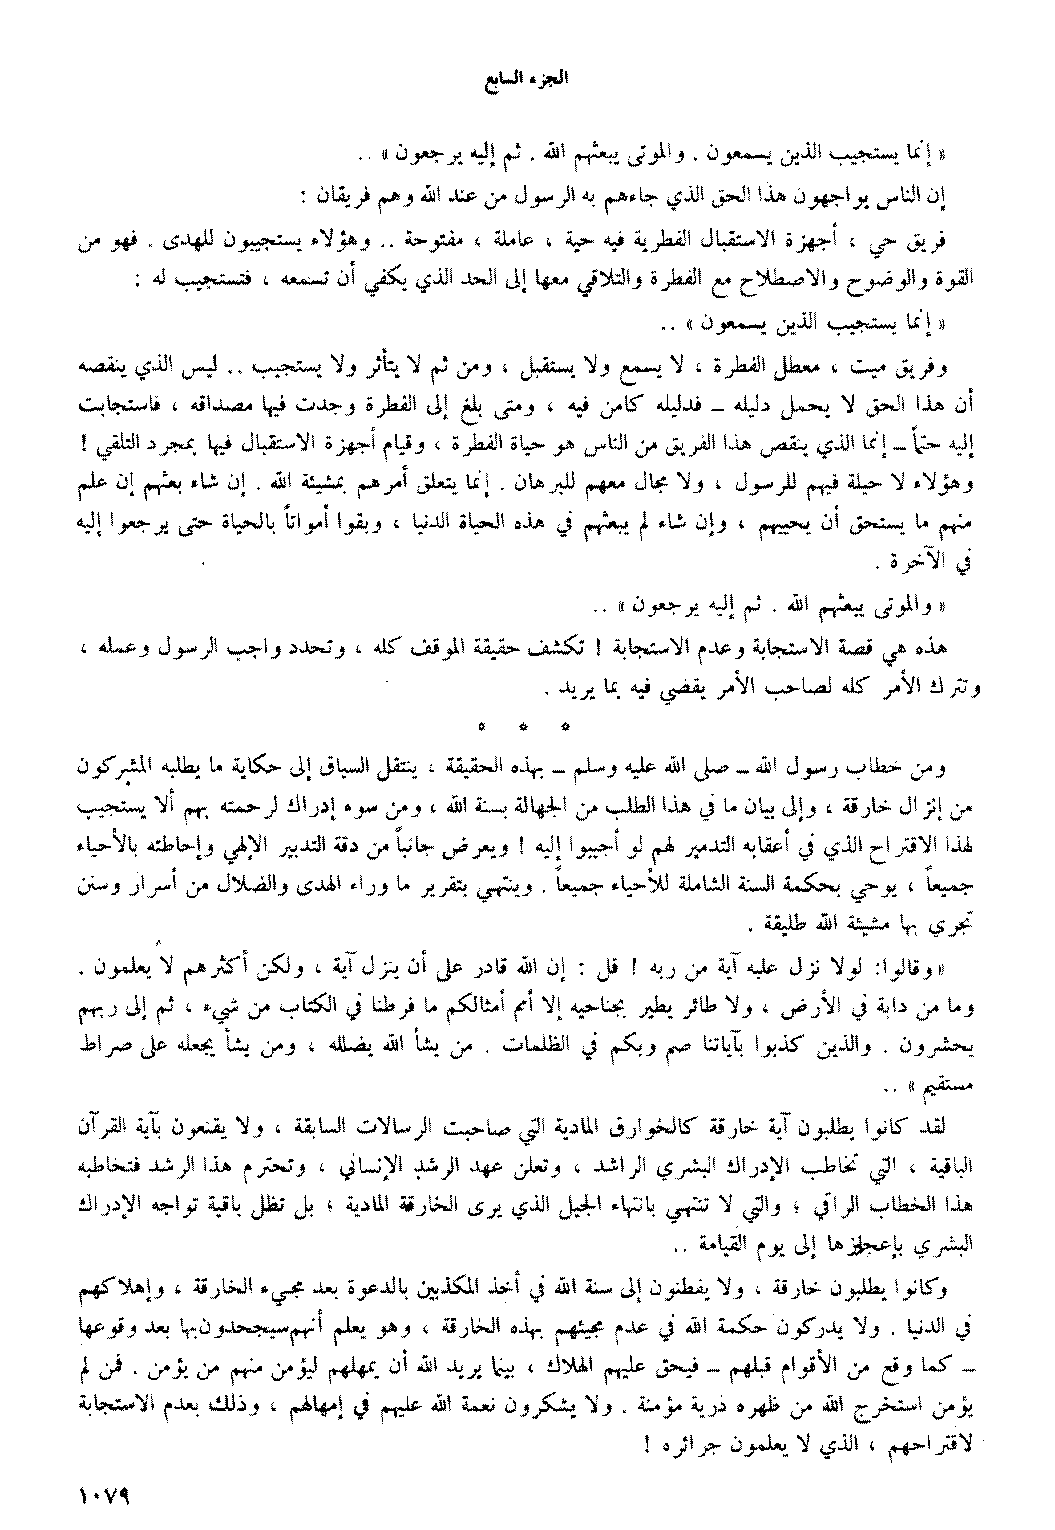 الجزء السابع
« إنما يستجيب الذين يسمعون . والموتى يبعثهم الله . ثم إليه يرجعون » ..
إن الناس يواجهون هذا الحق الذي جاءهم به الرسول من عند الله وهم فريقان :
فريق حي ، أجهزة الاستقبال الفطرية فيه حية ، عاملة ، مفتوحة .. وهؤلاء يستجيبون للهدى . فهو من
القوة والوضوح والاصطلاح مع الفطرة والتلاقي معها إلى الحد الذي يكفي أن تسمعه ، فتستجيب له :
« إنما يستجيب الذين يسمعون » ..
وفريق ميت ، معطل الفطرة ، لا يسمع ولا يستقبل ، ومن ثم لا يتأثر ولا يستجيب .. ليس الذي ينقصه
أن هذا الحق لا يحمل دليله – فدليله كامن فيه ، ومتى بلغ إلى الفطرة وجدت فيها مصداقه ، فاستجابت
إليه حتماً – إنما الذي ينقص هذا الفريق من الناس هو حياة الفطرة ، وقيام أجهزة الاستقبال فيها بمجرد التلقي !
وهؤلاء لا حيلة فيهم للرسول ، ولا مجال معهم للبرهان . إنما يتعلق أمرهم بمشيئة الله . إن شاء بعثهم إن علم
منهم ما يستحق أن يحييهم ، وإن شاء لم يبعثهم في هذه الحياة الدنيا ، وبقوا أمواتاً بالحياة حتى يرجعوا إليه
في الآخرة .
« والموتى يبعثهم الله . ثم إليه يرجعون » ..
هذه هي قصة الاستجابة وعدم الاستجابة ! تكشف حقيقة الموقف كله ، وتحدد واجب الرسول وعمله ،
وتترك الأمر كله لصاحب الأمر يقضي فيه بما يريد .
* * *
ومن خطاب رسول الله – صلى الله عليه وسلم – بهذه الحقيقة ، ينتقل السياق إلى حكاية ما يطلبه المشركون
من إنزال خارقة ، وإلى بيان ما في هذا الطلب من الجهالة بسنة الله ، ومن سوء إدراك لرحمته بهم ألا يستجيب
لهذا الاقتراح الذي في أعقابه التدمير لهم لو أجيبوا إليه ! ويعرض جانباً من دقة التدبير الإلهي وإحاطته بالأحياء
جميعاً ، يوحي بحكمة السنة الشاملة للأحياء جميعاً . وينتهي بتقرير ما وراء الهدى والضلال من أسرار وسنن
تجري بها مشيئة الله طليقة .
« وقالوا: لولا نزل عليه آية من ربه ! قل : إن الله قادر على أن ينزل آية ، ولكن أكثرهم لا يعلمون .
وما من دابة في الأرض ، ولا طائر يطير بجناحيه إلا أمم أمثالكم ما فرطنا في الكتاب من شيء ، ثم إلى ربهم
يحشرون . والذين كذبوا بآياتنا صم وبكم في الظلمات . من يشأ الله يضلله ، ومن يشأ يجعله على صراط
مستقيم » ..
لقد كانوا يطلبون آية خارقة كالخوارق المادية التي صاحبت الرسالات السابقة ، ولا يقنعون بآية القرآن
الباقية ، التي تخاطب الإدراك البشري الراشد ، وتعلن عهد الرشد الإنساني ، وتحترم هذا الرشد فتخاطبه
هذا الخطاب الراقي ؛ والتي لا تنتهي بانتهاء الجيل الذي يرى الخارقة المادية ؛ بل تظل باقية تواجه الإدراك
البشري بإعجازها إلى يوم القيامة ..
وكانوا يطلبون خارقة ، ولا يفطنون إلى سنة الله في أخذ المكذبين بالدعوة بعد مجيء الخارقة ، وإهلاكهم
في الدنيا . ولا يدركون حكمة الله في عدم مجيئهم بهذه الخارقة ، وهو يعلم أنهم سيجحدون بها بعد وقوعها
– كما وقع من الأقوام قبلهم – فيحق عليهم الهلاك ، بينما يريد الله أن يمهلهم ليؤمن منهم من يؤمن . فمن لم
يؤمن استخرج الله من ظهره ذرية مؤمنة . ولا يشكرون نعمة الله عليهم في إمهالهم ، وذلك بعدم الاستجابة
لاقتراحهم ، الذي لا يعلمون جرائره !
١٠٧٩